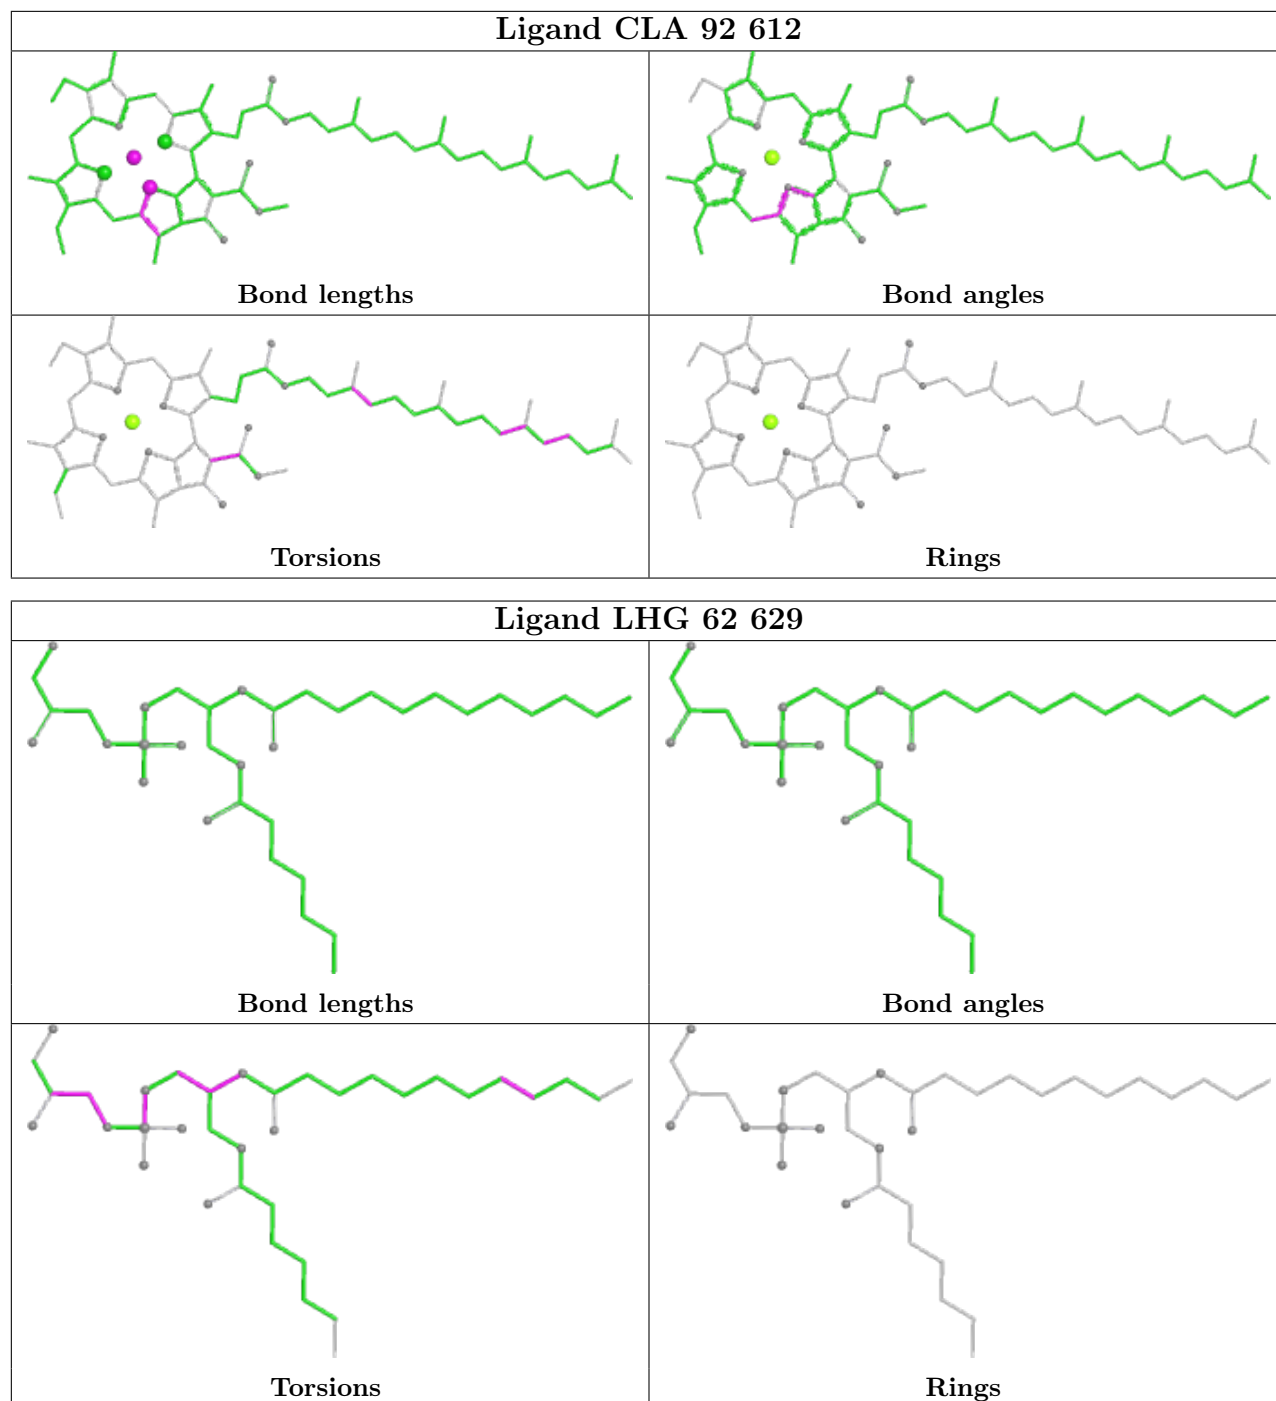 Ligand CLA 92 612
Bond lengths
Bond angles
Torsions
Rings
Ligand LHG 62 629
Bond lengths
Bond angles
Torsions
Rings